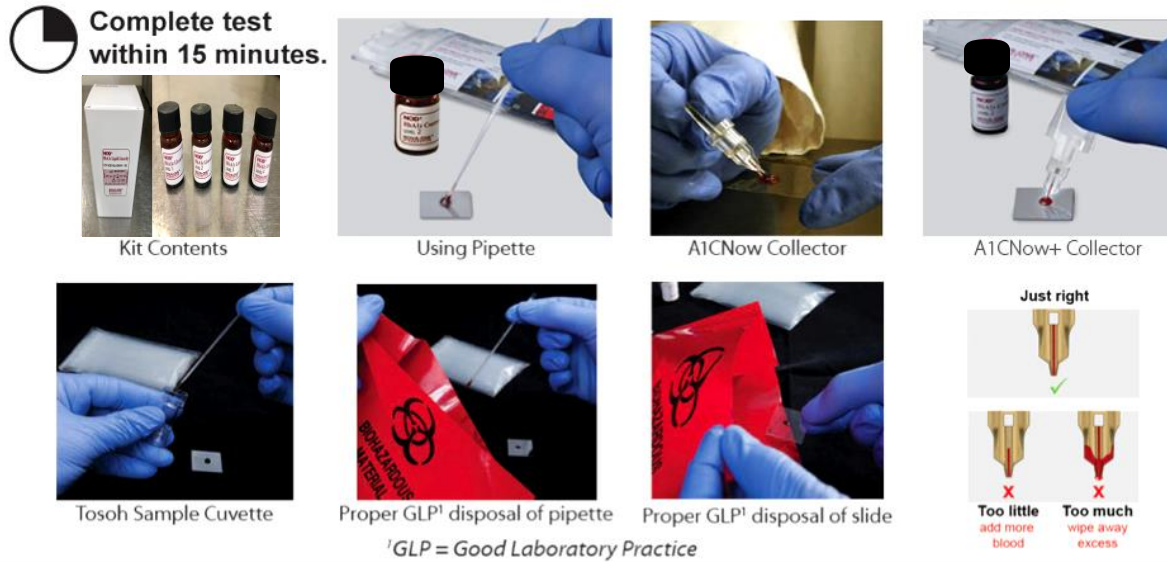 Complete test
within 15 minutes.
Kit Contents
Using Pipette
A1CNow Collector
A1CNow+ Collector
BIOHAZARDOUS
MATERIAL
Tosoh Sample Cuvette
Proper GLP¹ disposal of pipette
Proper GLP¹ disposal of slide
Just right
✓
X
X
Too little
add more
blood
Too much
wipe away
excess
¹GLP = Good Laboratory Practice